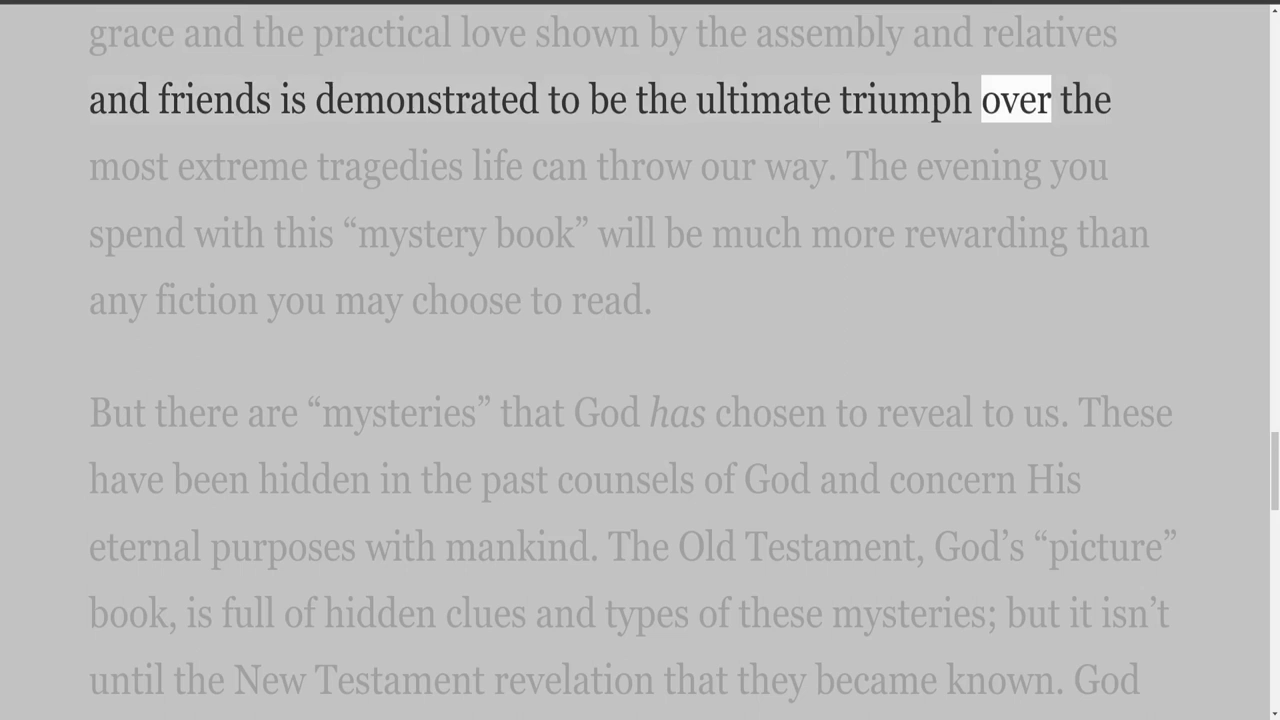 grace and the practical love shown by the assembly and relatives
and friends is demonstrated to be the ultimate triumph over the
most extreme tragedies life can throw our way. The evening you
spend with this “mystery book” will be much more rewarding than
any fiction you may choose to read.
But there are “mysteries” that God has chosen to reveal to us. These
have been hidden in the past counsels of God and concern His
eternal purposes with mankind. The Old Testament, God’s “picture”
book, is full of hidden clues and types of these mysteries; but it isn’t
until the New Testament revelation that they became known. God